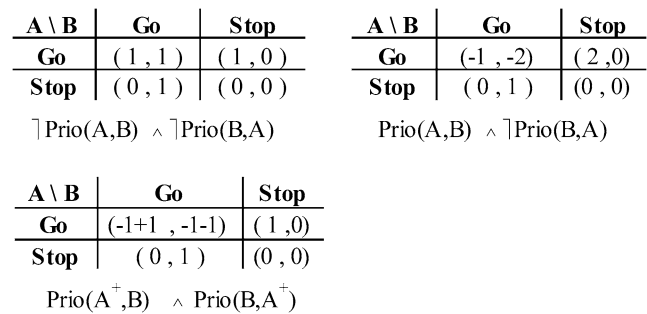 A \ B Go Stop
Go ( 1 , 1 ) ( 1 , 0 )
Stop ( 0 , 1 ) ( 0 , 0 )
⌉Prio(A,B) ∧ ⌉Prio(B,A)
A \ B Go Stop
Go (-1 , -2) ( 2 ,0)
Stop ( 0 , 1 ) (0 , 0)
Prio(A,B) ∧ ⌉Prio(B,A)
A \ B Go Stop
Go (-1+1 , -1-1) ( 1 ,0)
Stop ( 0 , 1 ) (0 , 0)
Prio(A⁺,B) ∧ Prio(B,A⁺)